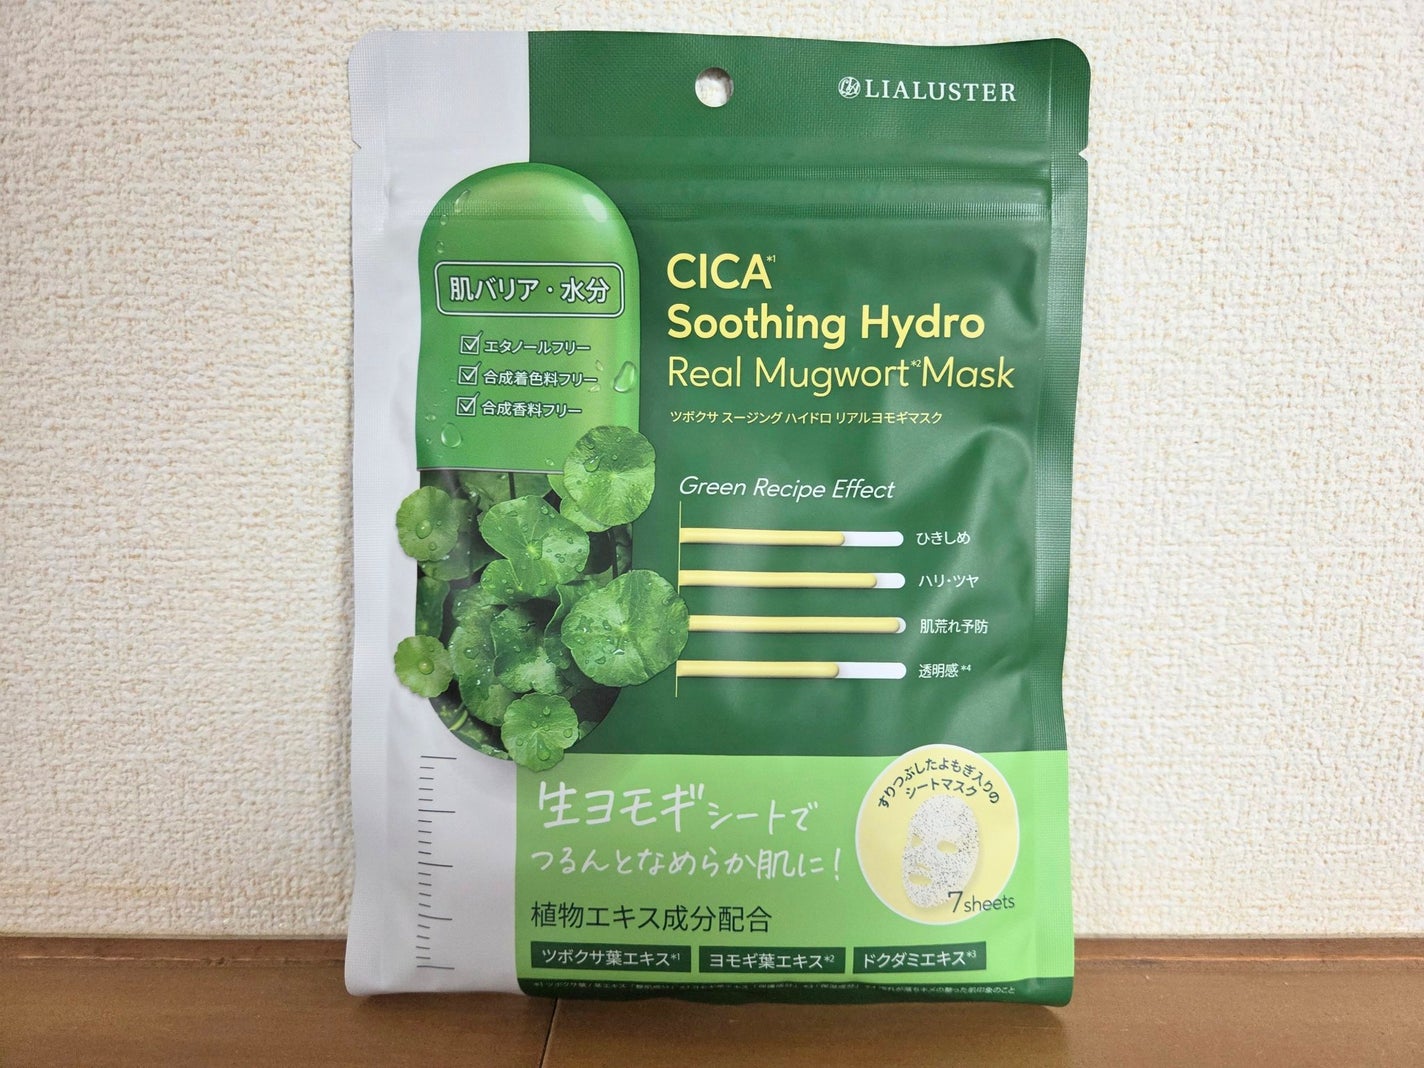 LIALUSTER
肌バリア・水分
エタノールフリー
合成着色料フリー
合成香料フリー
CICA*1
Soothing Hydro
Real Mugwort*2 Mask
ツボクサ スージング ハイドロ リアルヨモギマスク
Green Recipe Effect
ひきしめ
ハリ・ツヤ
肌荒れ予防
透明感*4
生ヨモギシートで
つるんとなめらか肌に!
すりつぶしたよもぎ入りの
シートマスク
7sheets
植物エキス成分配合
ツボクサ葉エキス*1
ヨモギ葉エキス*2
ドクダミエキス*3